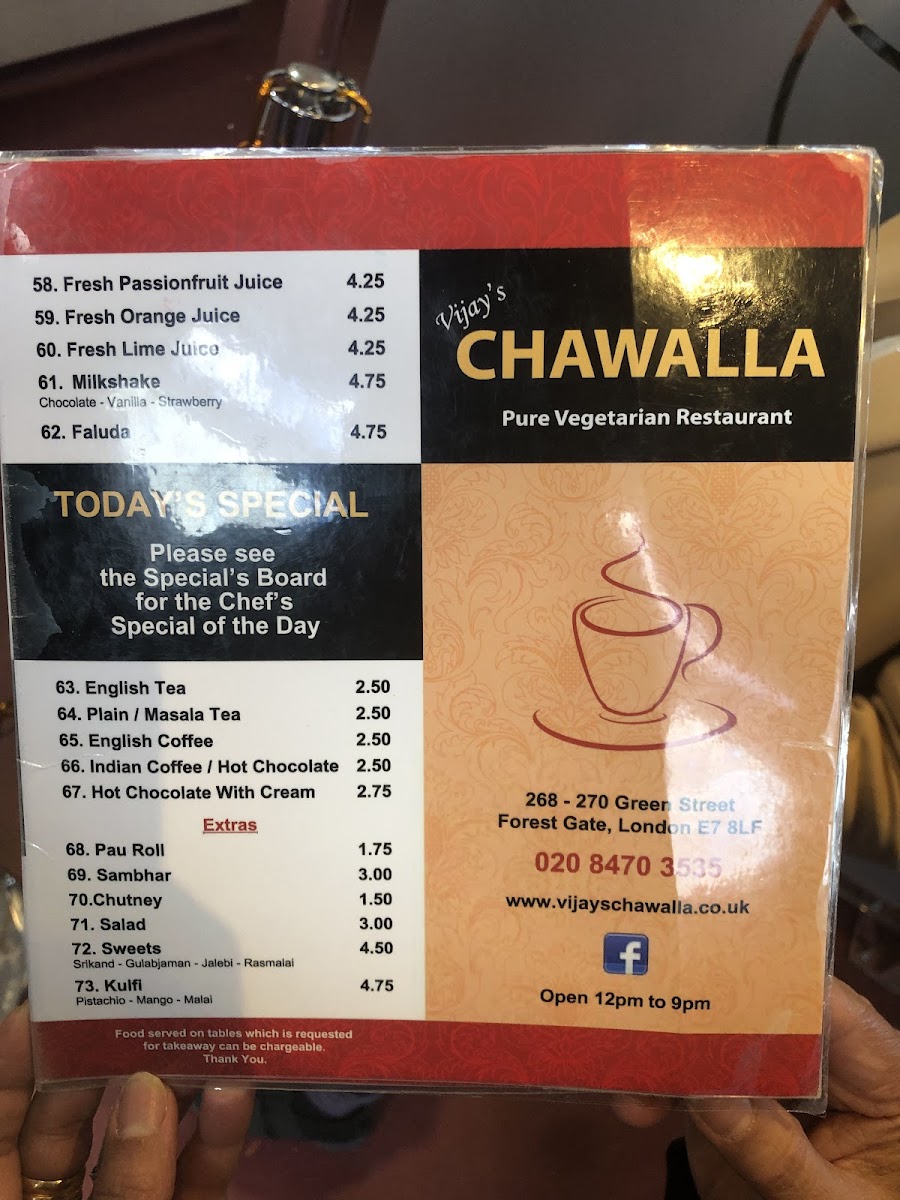 58. Fresh Passionfruit Juice 4.25
59. Fresh Orange Juice 4.25
60. Fresh Lime Juice 4.25
61. Milkshake 4.75
Chocolate - Vanilla - Strawberry
62. Faluda 4.75
TODAY'S SPECIAL
Please see
the Special's Board
for the Chef's
Special of the Day
63. English Tea 2.50
64. Plain / Masala Tea 2.50
65. English Coffee 2.50
66. Indian Coffee / Hot Chocolate 2.50
67. Hot Chocolate With Cream 2.75
Extras
68. Pau Roll 1.75
69. Sambhar 3.00
70.Chutney 1.50
71. Salad 3.00
72. Sweets 4.50
Srikand - Gulabjaman - Jalebi - Rasmalai
73. Kulfi 4.75
Pistachio - Mango - Malai
Food served on tables which is requested
for takeaway can be chargeable.
Thank You.
Vijay's
CHAWALLA
Pure Vegetarian Restaurant
268 - 270 Green Street
Forest Gate, London E7 8LF
020 8470 3535
www.vijayschawalla.co.uk
f
Open 12pm to 9pm